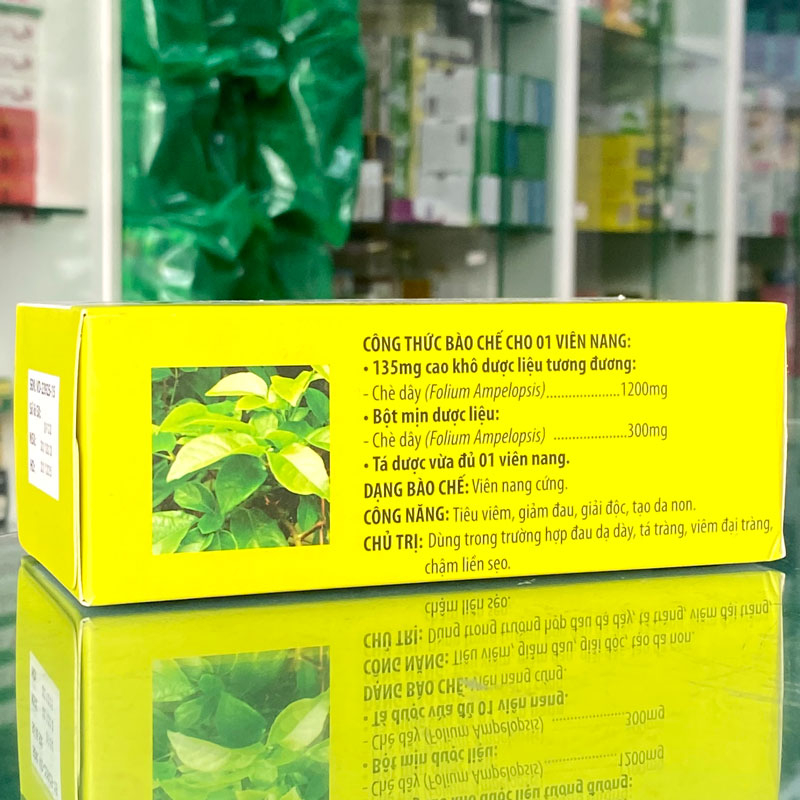 CÔNG THỨC BÀO CHẾ CHO 01 VIÊN NANG:
• 135mg cao khô dược liệu tương đương:
- Chè dây (Folium Ampelopsis)....................1200mg
• Bột mịn dược liệu:
- Chè dây (Folium Ampelopsis) ....................300mg
• Tá dược vừa đủ 01 viên nang.
DẠNG BÀO CHẾ: Viên nang cứng.
CÔNG NĂNG: Tiêu viêm, giảm đau, giải độc, tạo da non.
CHỦ TRỊ: Dùng trong trường hợp đau dạ dày, tá tràng, viêm đại tràng,
chậm liền sẹo.